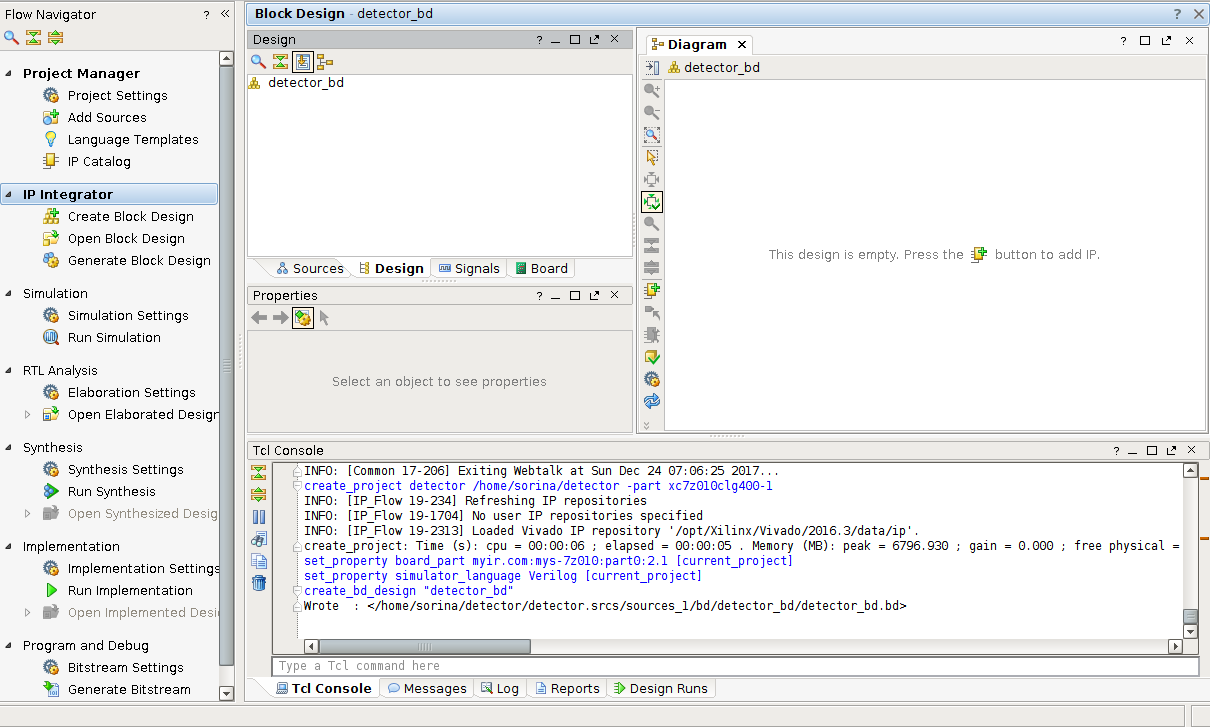 Flow Navigator ? «
Project Manager
Project Settings
Add Sources
Language Templates
IP Catalog
IP Integrator
Create Block Design
Open Block Design
Generate Block Design
Simulation
Simulation Settings
Run Simulation
RTL Analysis
Elaboration Settings
Open Elaborated Design
Synthesis
Synthesis Settings
Run Synthesis
Open Synthesized Desig
Implementation
Implementation Settings
Run Implementation
Open Implemented Desi
Program and Debug
Bitstream Settings
Generate Bitstream
Block Design - detector_bd
Design
detector_bd
Sources Design Signals Board
Properties
Select an object to see properties
Diagram
detector_bd
This design is empty. Press the button to add IP.
Tcl Console
INFO: [Common 17-206] Exiting Webtalk at Sun Dec 24 07:06:25 2017...
create_project detector /home/sorina/detector -part xc7z010clg400-1
INFO: [IP_Flow 19-234] Refreshing IP repositories
INFO: [IP_Flow 19-1704] No user IP repositories specified
INFO: [IP_Flow 19-2313] Loaded Vivado IP repository '/opt/Xilinx/Vivado/2016.3/data/ip'.
create_project: Time (s): cpu = 00:00:06 ; elapsed = 00:00:05 . Memory (MB): peak = 6796.930 ; gain = 0.000 ; free physical =
set_property board_part myir.com:mys-7z010:part0:2.1 [current_project]
set_property simulator_language Verilog [current_project]
create_bd_design "detector_bd"
Wrote : </home/sorina/detector/detector.srcs/sources_1/bd/detector_bd/detector_bd.bd>
Type a Tcl command here
Tcl Console Messages Log Reports Design Runs